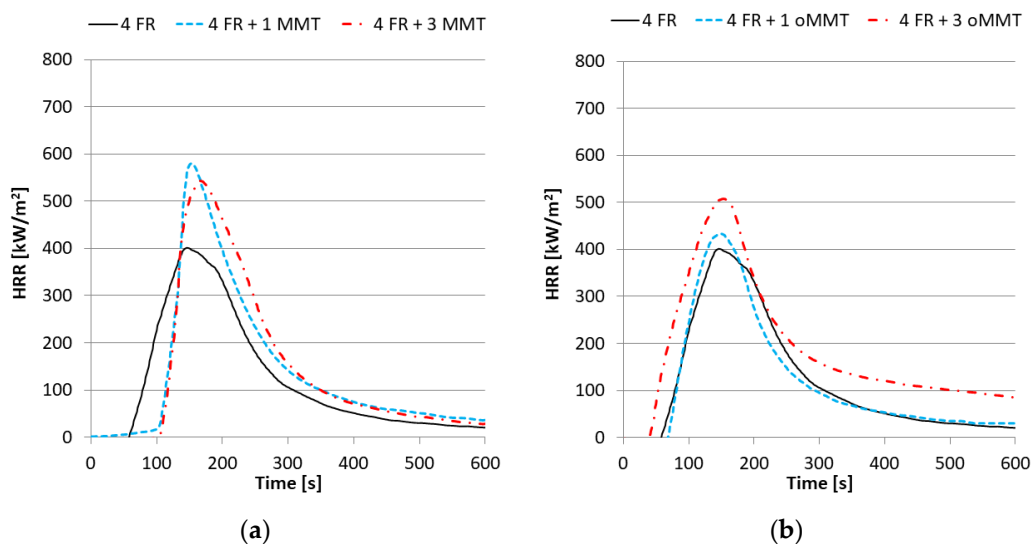 4 FR 4 FR + 1 MMT 4 FR + 3 MMT
800
700
600
500
400
300
200
100
0
HRR [kW/m²]
0 100 200 300 400 500 600
Time [s]
(a)
4 FR 4 FR + 1 oMMT 4 FR + 3 oMMT
800
700
600
500
400
300
200
100
0
HRR [kW/m²]
0 100 200 300 400 500 600
Time [s]
(b)